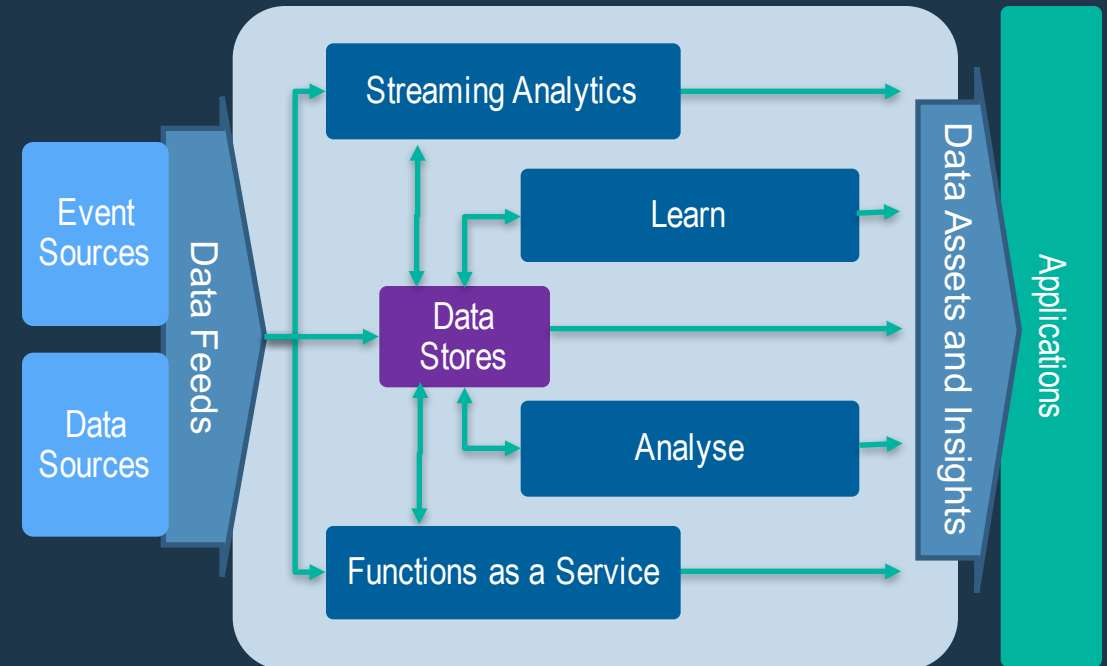 Event
Sources
Data
Sources
Data Feeds
Streaming Analytics
Learn
Data
Stores
Analyse
Functions as a Service
Data Assets and Insights
Applications